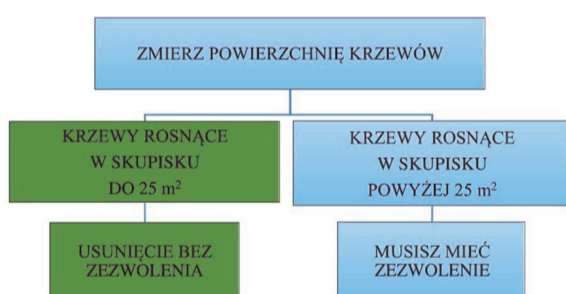 ZMIERZ POWIERZCHNIĘ KRZEWÓW
KRZEWY ROSNĄCE
W SKUPISKU
DO 25 m²
KRZEWY ROSNĄCE
W SKUPISKU
POWYŻEJ 25 m²
USUNIĘCIE BEZ
ZEZWOLENIA
MUSISZ MIEĆ
ZEZWOLENIE